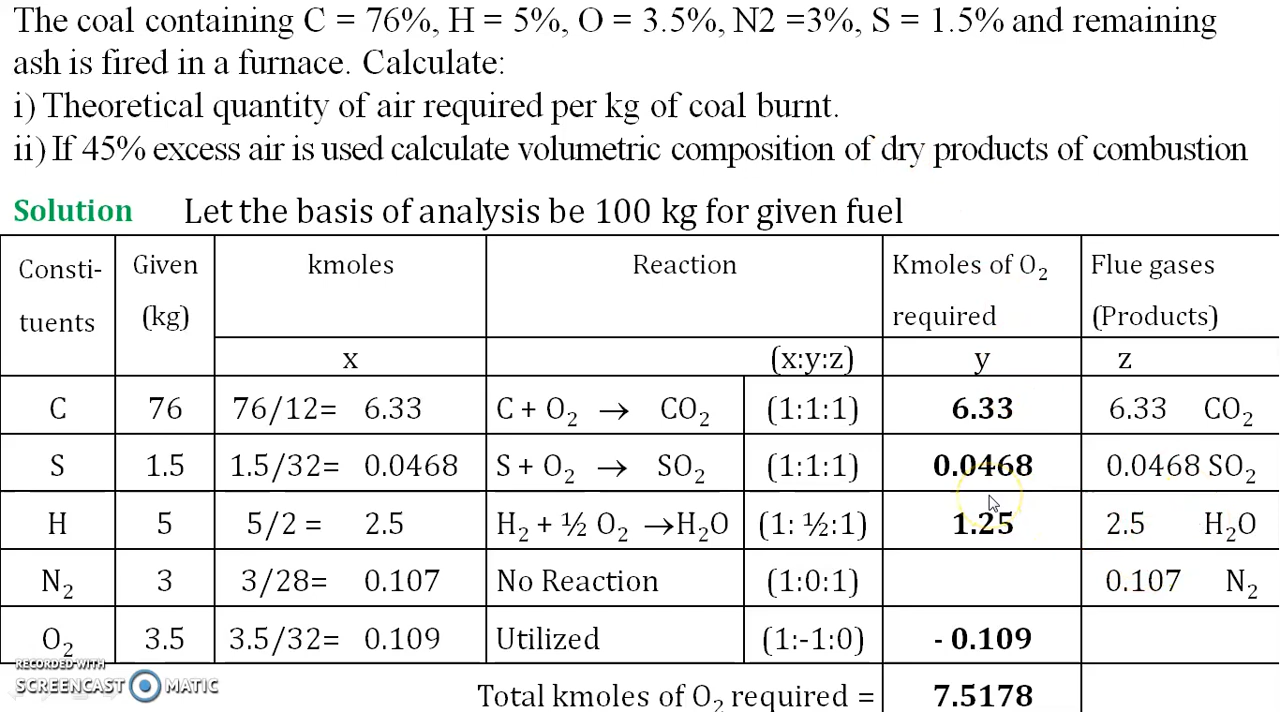 The coal containing C = 76%, H = 5%, O = 3.5%, N2 =3%, S = 1.5% and remaining
ash is fired in a furnace. Calculate:
i) Theoretical quantity of air required per kg of coal burnt.
ii) If 45% excess air is used calculate volumetric composition of dry products of combustion
Solution Let the basis of analysis be 100 kg for given fuel
Consti- Given kmoles Reaction Kmoles of O₂ Flue gases
tuents (kg) required (Products)
x (x:y:z) y z
C 76 76/12= 6.33 C + O₂ → CO₂ (1:1:1) 6.33 6.33 CO₂
S 1.5 1.5/32= 0.0468 S + O₂ → SO₂ (1:1:1) 0.0468 0.0468 SO₂
H 5 5/2 = 2.5 H₂ + ½ O₂ →H₂O (1: ½:1) 1.25 2.5 H₂O
N₂ 3 3/28= 0.107 No Reaction (1:0:1) 0.107 N₂
O₂ 3.5 3.5/32= 0.109 Utilized (1:-1:0) - 0.109
RECORDED WITH
SCREENCAST MATIC
Total kmoles of O₂ required = 7.5178